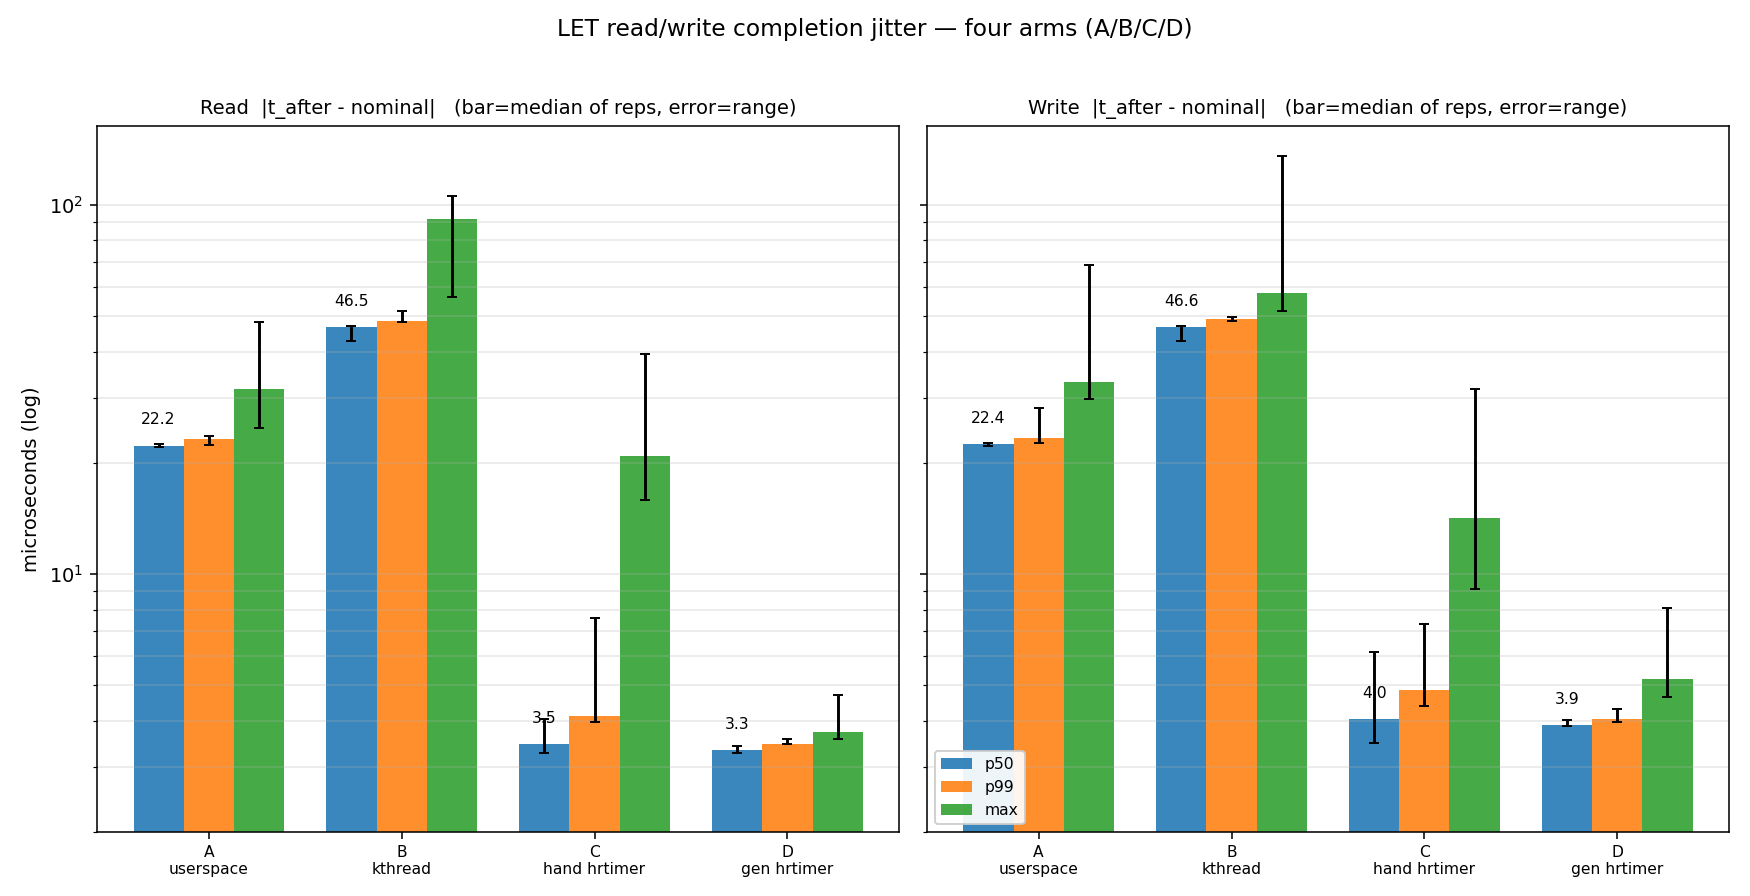 LET read/write completion jitter — four arms (A/B/C/D)
Read  |t_after - nominal|   (bar=median of reps, error=range)
Write  |t_after - nominal|   (bar=median of reps, error=range)
microseconds (log)
10²
10¹
22.2
46.5
3.5
3.3
22.4
46.6
4.0
3.9
p50
p99
max
A
userspace
B
kthread
C
hand hrtimer
D
gen hrtimer
A
userspace
B
kthread
C
hand hrtimer
D
gen hrtimer